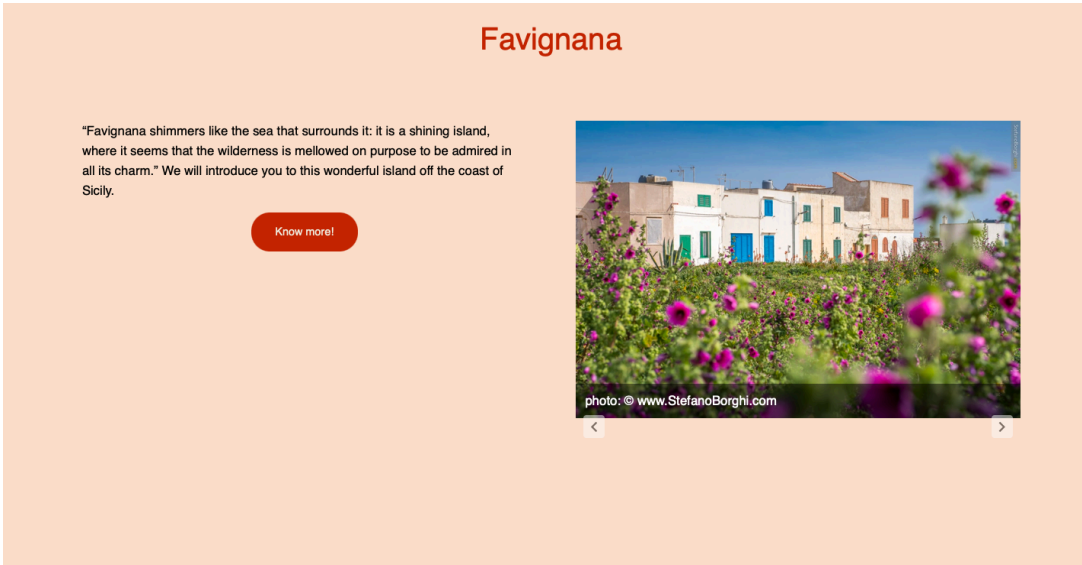 Favignana
“Favignana shimmers like the sea that surrounds it: it is a shining island,
where it seems that the wilderness is mellowed on purpose to be admired in
all its charm.” We will introduce you to this wonderful island off the coast of
Sicily.
Know more!
photo: © www.StefanoBorghi.com